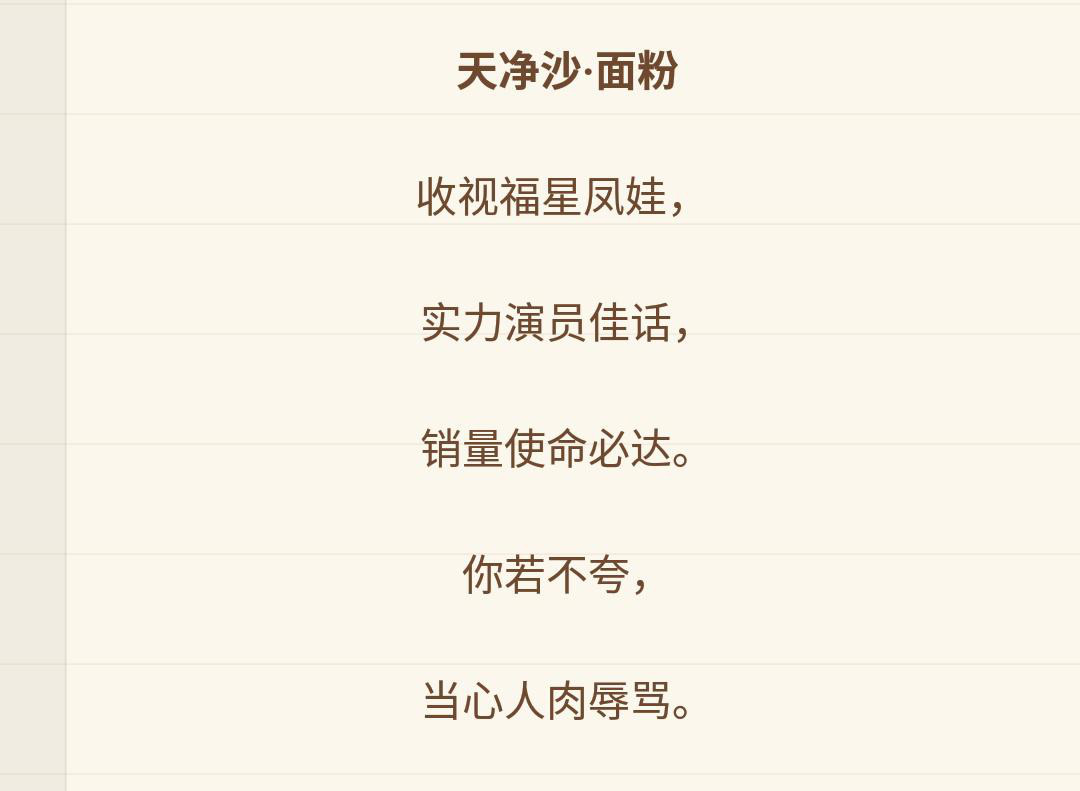 天净沙·面粉
收视福星凤娃，
实力演员佳话，
销量使命必达。
你若不夸，
当心人肉辱骂。